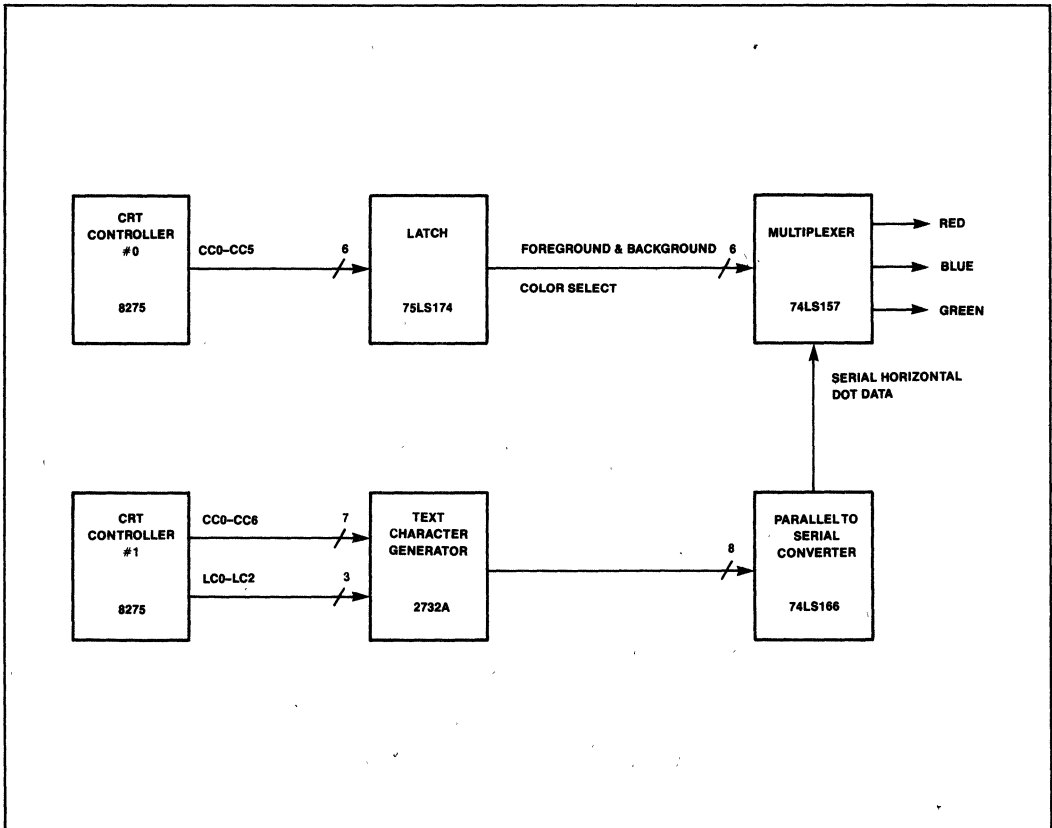 CRT
CONTROLLER
#0
8275
CC0–CC5
6
LATCH
75LS174
FOREGROUND & BACKGROUND
6
COLOR SELECT
MULTIPLEXER
74LS157
RED
BLUE
GREEN
SERIAL HORIZONTAL
DOT DATA
CRT
CONTROLLER
#1
8275
CC0–CC6
7
LC0–LC2
3
TEXT
CHARACTER
GENERATOR
2732A
8
PARALLEL TO
SERIAL
CONVERTER
74LS166